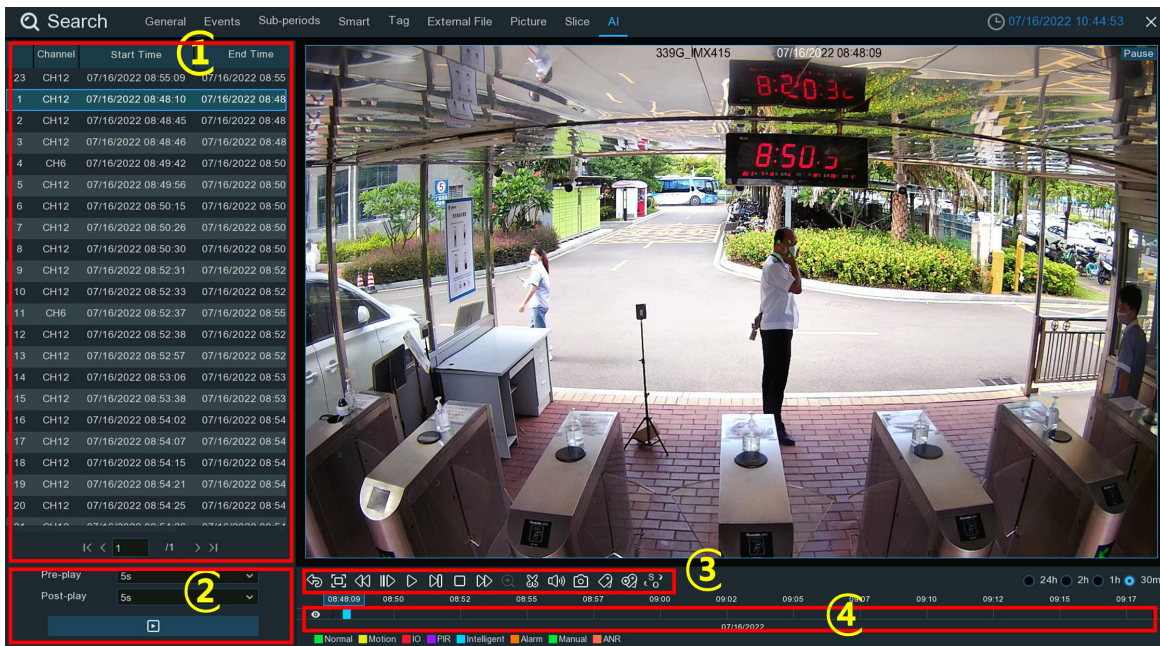 Search General Events Sub-periods Smart Tag External File Picture Slice AI 07/16/2022 10:44:53
Channel Start Time End Time
①
23 CH12 07/16/2022 08:55:09 07/16/2022 08:55
1 CH12 07/16/2022 08:48:10 07/16/2022 08:48
2 CH12 07/16/2022 08:48:45 07/16/2022 08:48
3 CH12 07/16/2022 08:48:46 07/16/2022 08:48
4 CH6 07/16/2022 08:49:42 07/16/2022 08:50
5 CH12 07/16/2022 08:49:56 07/16/2022 08:50
6 CH12 07/16/2022 08:50:15 07/16/2022 08:50
7 CH12 07/16/2022 08:50:26 07/16/2022 08:50
8 CH12 07/16/2022 08:50:30 07/16/2022 08:50
9 CH12 07/16/2022 08:52:31 07/16/2022 08:52
10 CH12 07/16/2022 08:52:33 07/16/2022 08:52
11 CH6 07/16/2022 08:52:37 07/16/2022 08:55
12 CH12 07/16/2022 08:52:38 07/16/2022 08:52
13 CH12 07/16/2022 08:52:57 07/16/2022 08:52
14 CH12 07/16/2022 08:53:06 07/16/2022 08:53
15 CH12 07/16/2022 08:53:38 07/16/2022 08:53
16 CH12 07/16/2022 08:54:02 07/16/2022 08:54
17 CH12 07/16/2022 08:54:07 07/16/2022 08:54
18 CH12 07/16/2022 08:54:15 07/16/2022 08:54
19 CH12 07/16/2022 08:54:21 07/16/2022 08:54
20 CH12 07/16/2022 08:54:25 07/16/2022 08:54
1 /1
Pre-play 5s
Post-play 5s
②
339G_IMX415 07/16/2022 08:48:09 Pause
5
③
24h 2h 1h 30m
08:48:09 08:50 08:52 08:55 08:57 09:00 09:02 09:05 09:07 09:10 09:12 09:15 09:17
④
07/16/2022
Normal Motion IO PIR Intelligent Alarm Manual ANR